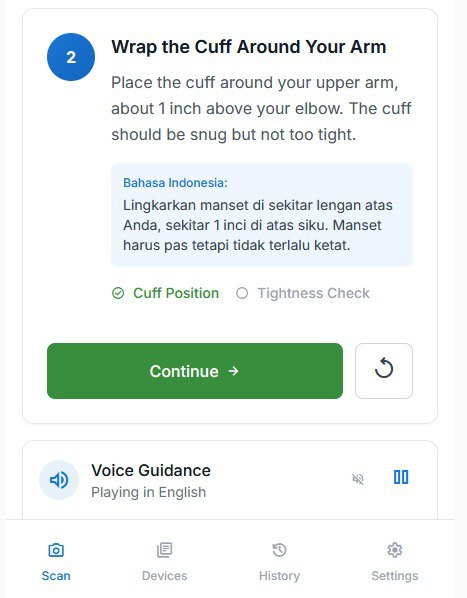 2
Wrap the Cuff Around Your Arm
Place the cuff around your upper arm,
about 1 inch above your elbow. The cuff
should be snug but not too tight.
Bahasa Indonesia:
Lingkarkan manset di sekitar lengan atas
Anda, sekitar 1 inci di atas siku. Manset
harus pas tetapi tidak terlalu ketat.
Cuff Position Tightness Check
Continue →
Voice Guidance
Playing in English
Scan Devices History Settings